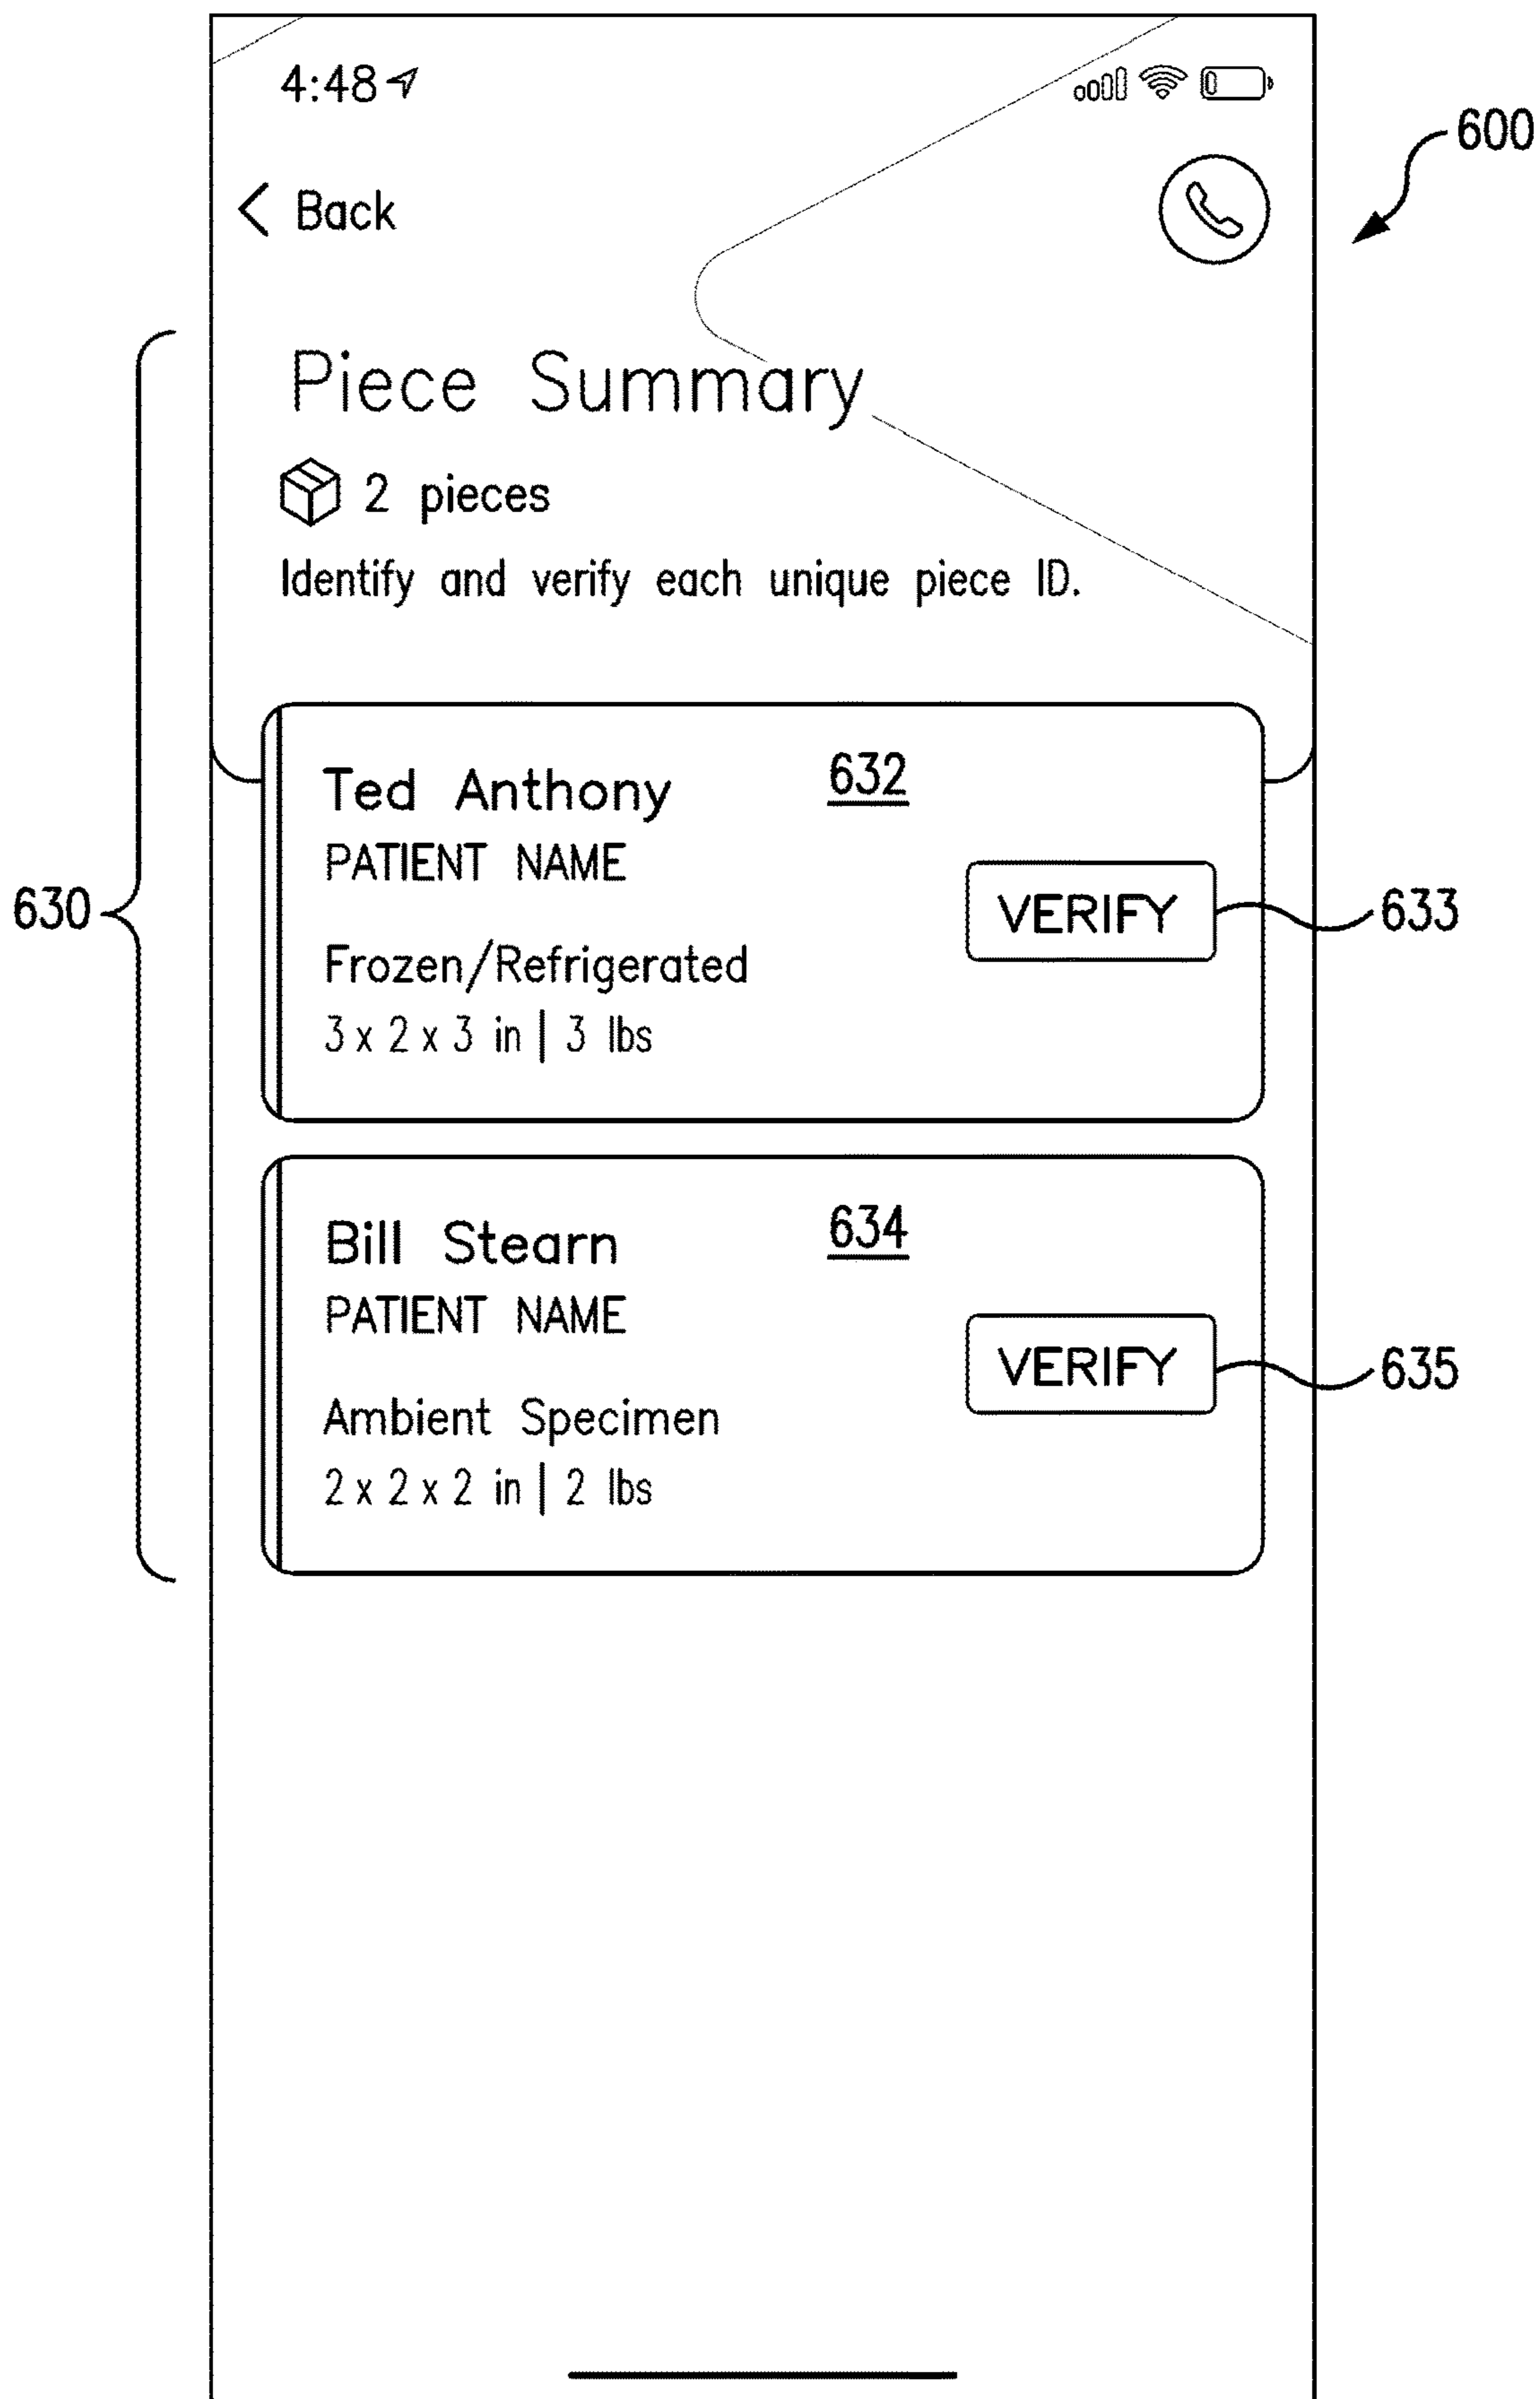 4:48
600
Back
Piece Summary
2 pieces
Identify and verify each unique piece ID.
630
Ted Anthony
632
PATIENT NAME
VERIFY
633
Frozen/Refrigerated
3 x 2 x 3 in | 3 lbs
Bill Stearn
634
PATIENT NAME
VERIFY
635
Ambient Specimen
2 x 2 x 2 in | 2 lbs